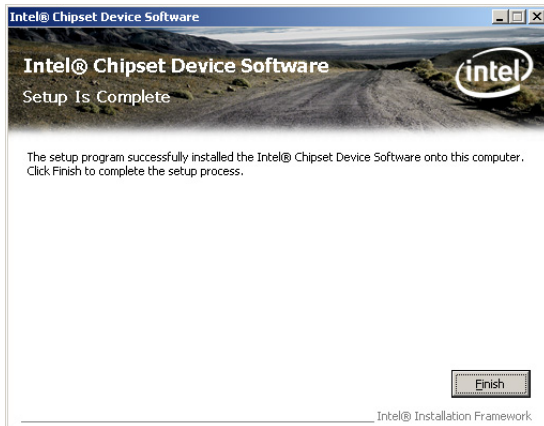 Intel® Chipset Device Software
Intel® Chipset Device Software
intel
Setup Is Complete
The setup program successfully installed the Intel® Chipset Device Software onto this computer.
Click Finish to complete the setup process.
Finish
Intel® Installation Framework